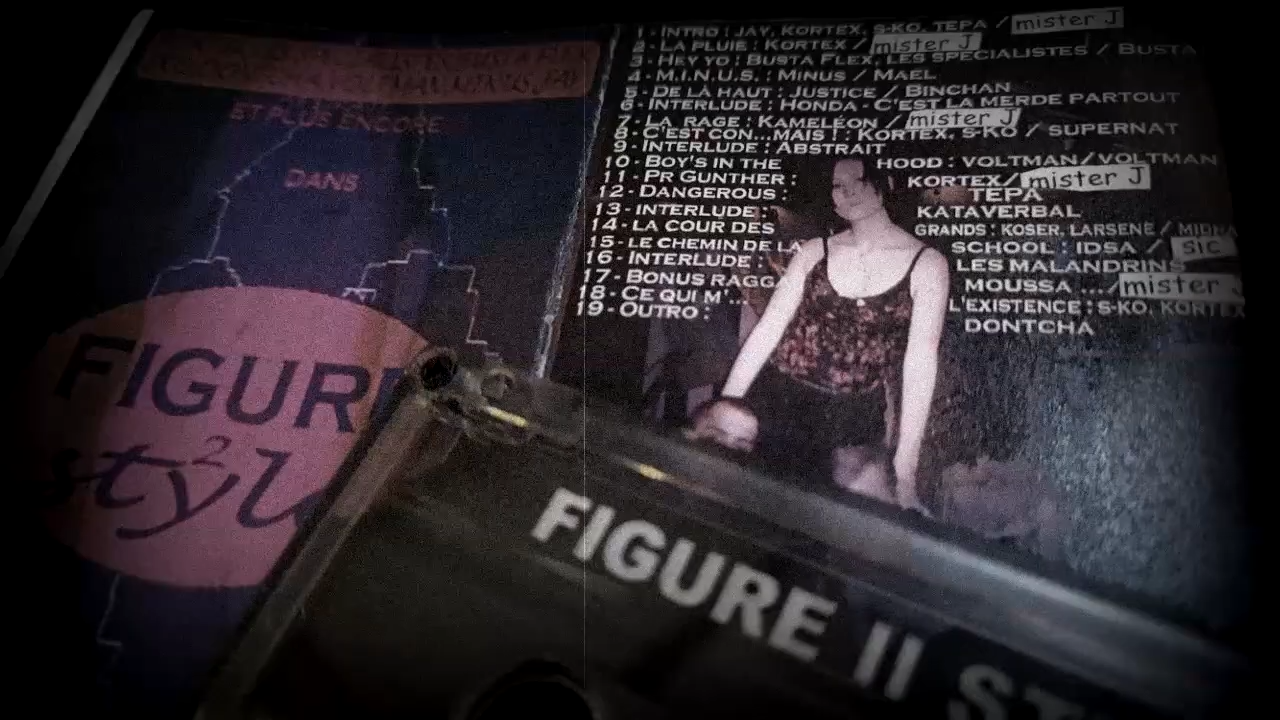 ET PLUS ENCORE
DANS
FIGURE
2
style
1 - INTRO : JAY, KORTEX, S-KO, TEPA / mister J
2 - LA PLUIE : KORTEX / mister J
3 - HEY YO : BUSTA FLEX, LES SPECIALISTES / BUSTA
4 - M.I.N.U.S. : MINUS / MAEL
5 - DE LÀ HAUT : JUSTICE / BINCHAN
6 - INTERLUDE : HONDA - C'EST LA MERDE PARTOUT
7 - LA RAGE : KAMELÉON / mister J
8 - C'EST CON...MAIS ! : KORTEX, S-KO / SUPERNAT
9 - INTERLUDE : ABSTRAIT
10 - BOY'S IN THE HOOD : VOLTMAN/VOLTMAN
11 - PR GUNTHER : KORTEX/ mister J
12 - DANGEROUS : TEPA
13 - INTERLUDE : KATAVERBAL
14 - LA COUR DES GRANDS : KOSER, LARSENE /
15 - LE CHEMIN DE LA SCHOOL : IDSA / SIC
16 - INTERLUDE : LES MALANDRINS
17 - BONUS RAGGA MOUSSA .../ mister J
18 - CE QUI M'... L'EXISTENCE : S-KO, KORTEX
19 - OUTRO : DONTCHA
FIGURE II ST